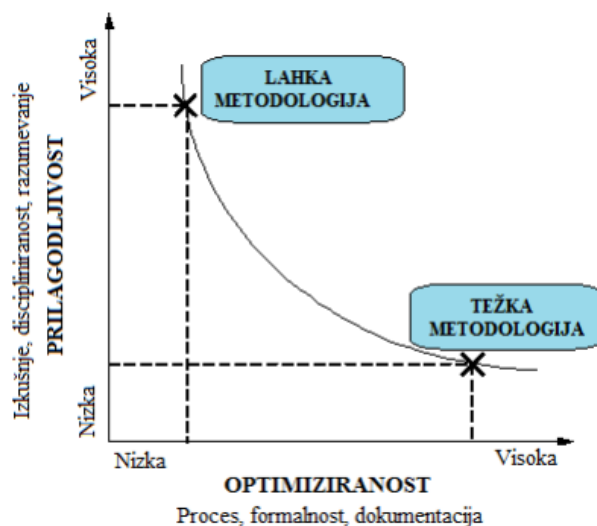 Visoka
LAHKA
METODOLOGIJA
Izkušnje, discipliniranost, razumevanje
PRILAGODLJIVOST
TEŽKA
METODOLOGIJA
Nizka
Nizka
Visoka
OPTIMIZIRANOST
Proces, formalnost, dokumentacija